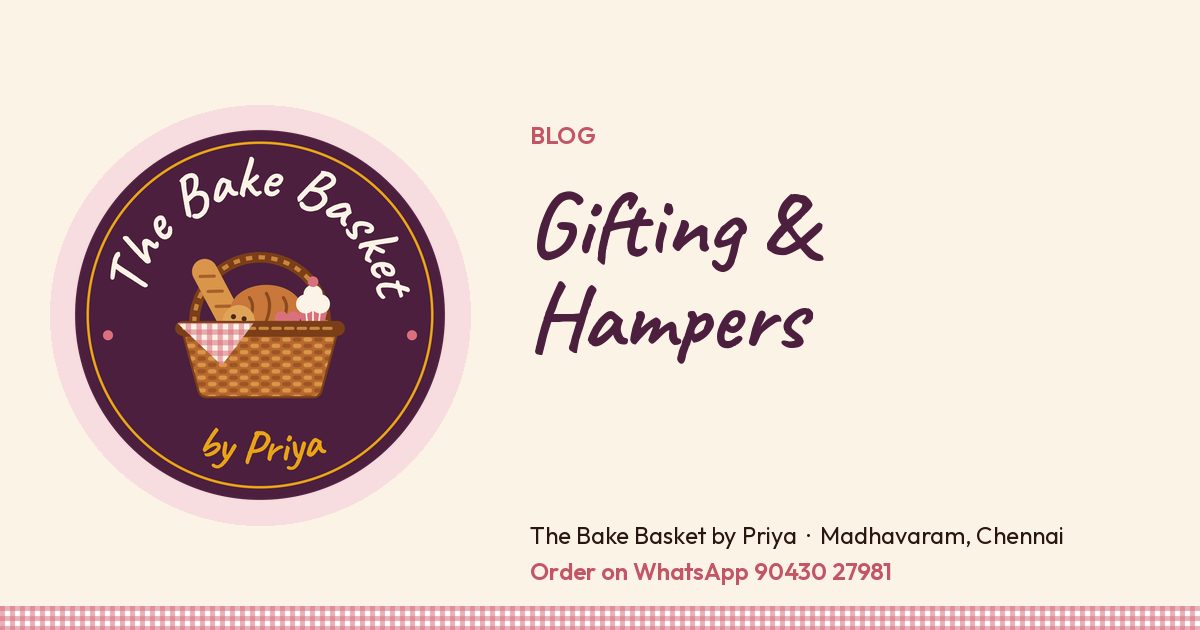 The Bake Basket
by Priya
BLOG
Gifting &
Hampers
The Bake Basket by Priya · Madhavaram, Chennai
Order on WhatsApp 90430 27981